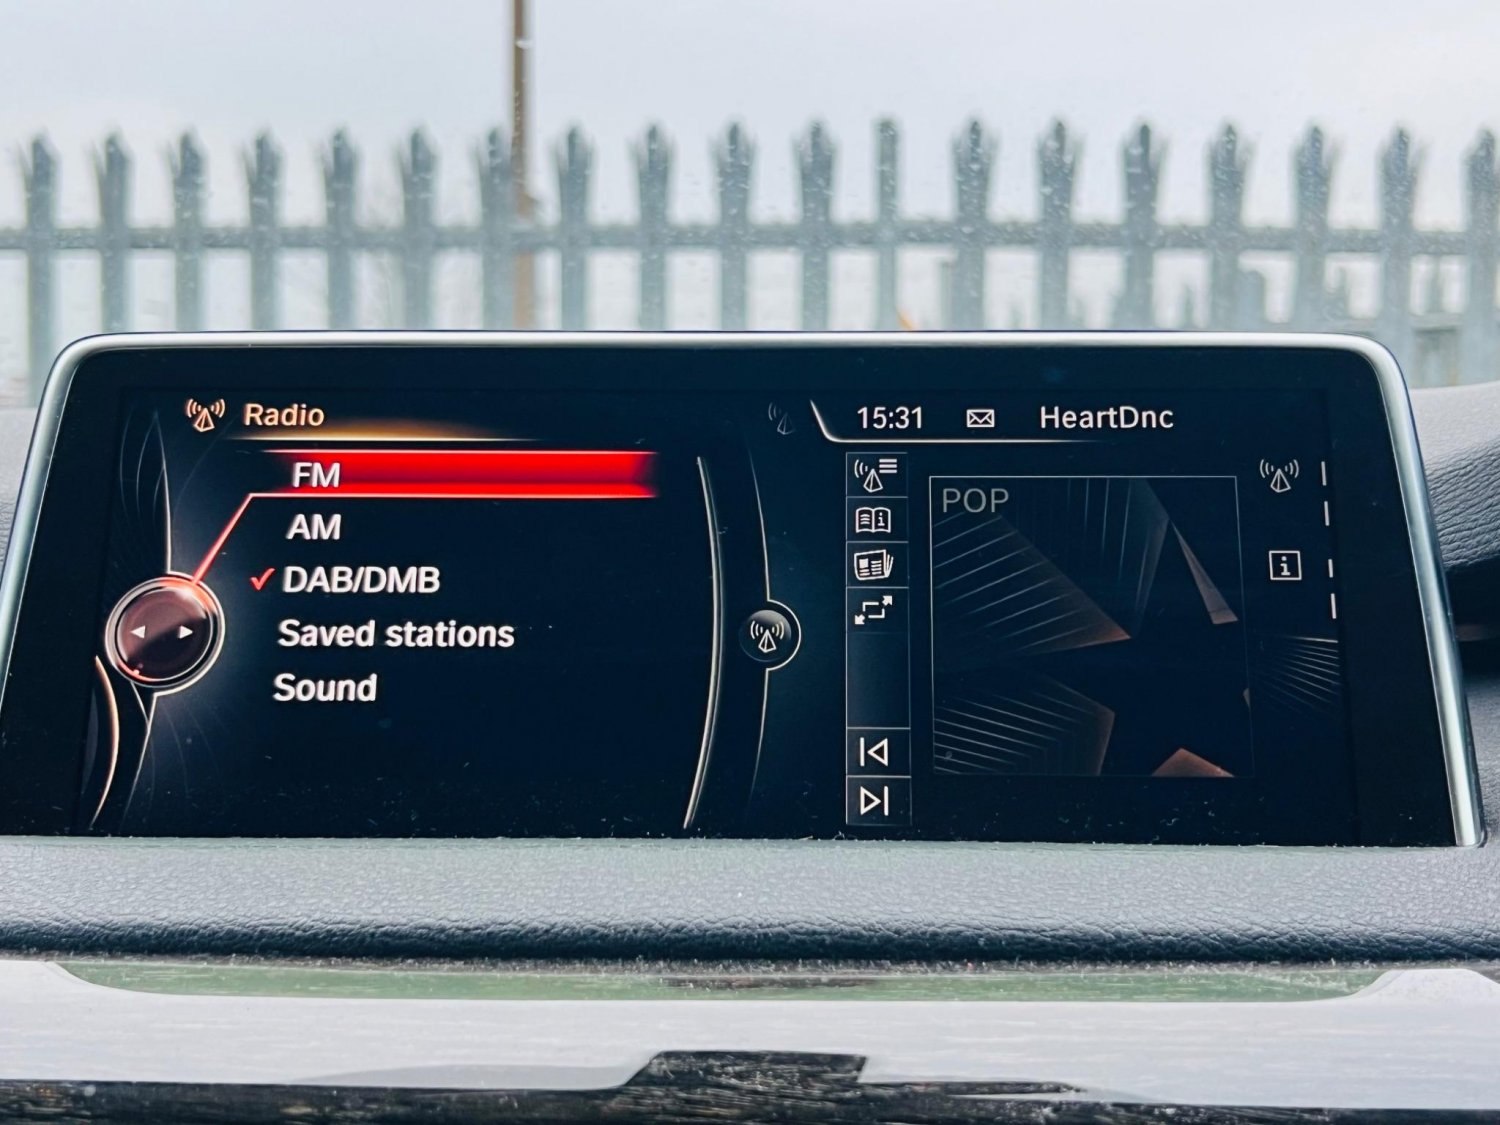 Radio
FM
AM
DAB/DMB
Saved stations
Sound
15:31 HeartDnc
POP